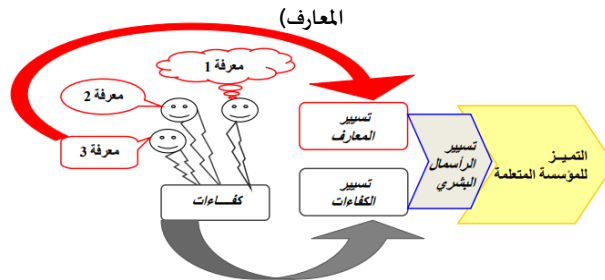 المعارف)
معرفة 1
معرفة 2
معرفة 3
كفـــاءات
تسيير
المعارف
تسيير
الكفاءات
تسيير
الرأسمال
البشري
التميـز
للمؤسسة المتعلمة